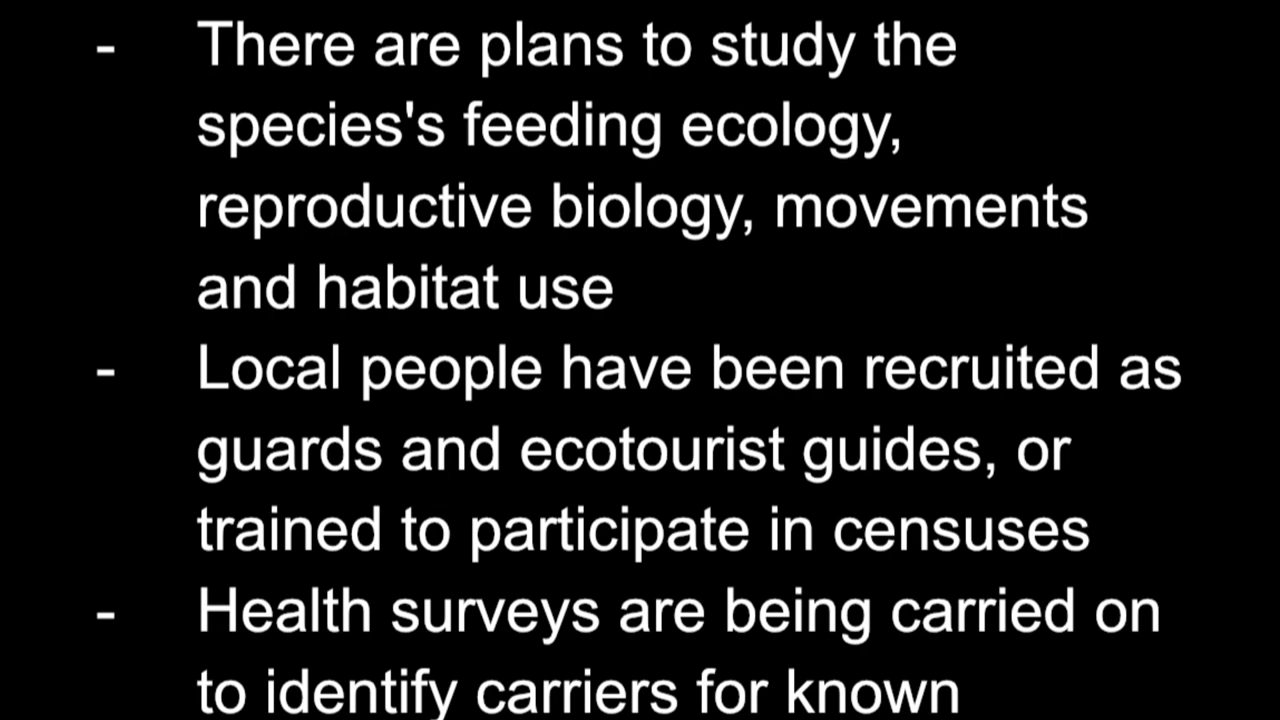 - There are plans to study the
species's feeding ecology,
reproductive biology, movements
and habitat use
- Local people have been recruited as
guards and ecotourist guides, or
trained to participate in censuses
- Health surveys are being carried on
to identify carriers for known